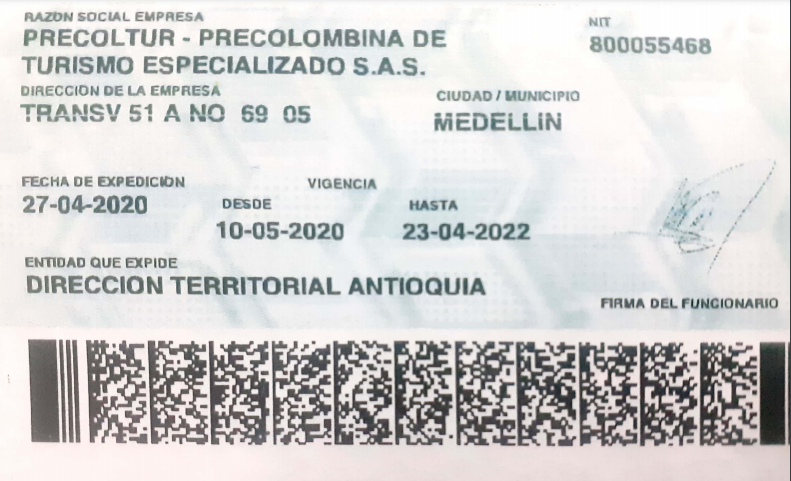 RAZON SOCIAL EMPRESA
PRECOLTUR - PRECOLOMBINA DE
TURISMO ESPECIALIZADO S.A.S.
NIT
800055468
DIRECCION DE LA EMPRESA
TRANSV 51 A NO 69 05
CIUDAD / MUNICIPIO
MEDELLIN
FECHA DE EXPEDICION
27-04-2020
VIGENCIA
DESDE
10-05-2020
HASTA
23-04-2022
ENTIDAD QUE EXPIDE
DIRECCION TERRITORIAL ANTIOQUIA
FIRMA DEL FUNCIONARIO